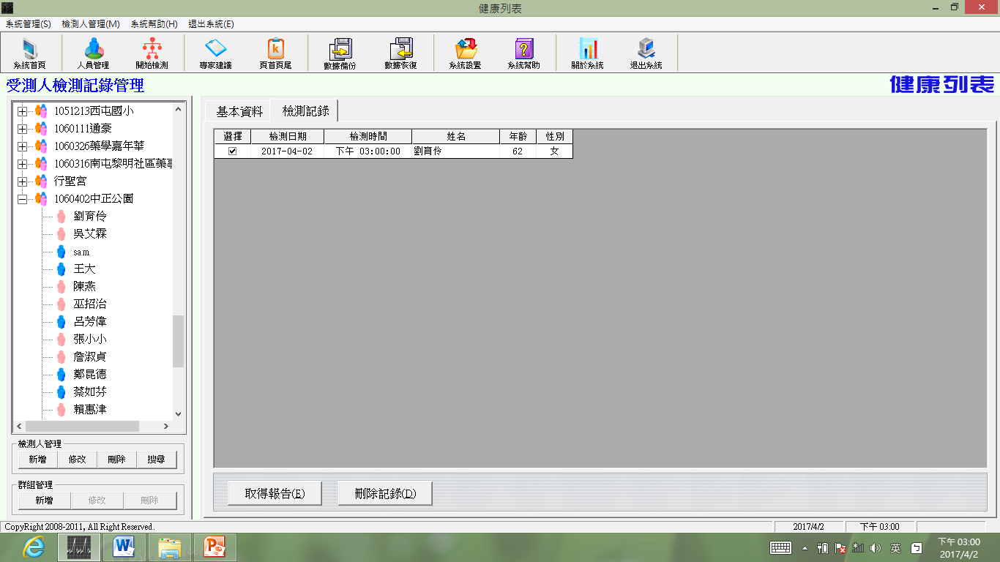 健康列表
系統管理(S) 檢測人管理(M) 系統幫助(H) 退出系統(E)
系統首頁 人員管理 開始檢測 專家建議 頁首頁尾 數據備份 數據恢復 系統設置 系統幫助 關於系統 退出系統
受測人檢測記錄管理
健康列表
1051213西屯國小
1060111通豪
1060326藥學嘉年華
1060316南屯黎明社區藥事
行聖宮
1060402中正公園
劉育伶
吳艾霖
sam
王大
陳燕
巫招治
呂芳偉
張小小
詹淑貞
鄭昆德
蔡如芬
賴惠津
檢測人管理
新增 修改 刪除 搜尋
群組管理
新增 修改 刪除
基本資料 檢測記錄
選擇 檢測日期 檢測時間 姓名 年齡 性別
2017-04-02 下午 03:00:00 劉育伶 62 女
取得報告(E) 刪除記錄(D)
CopyRight 2008-2011, All Right Reserved. 2017/4/2 下午 03:00
英
下午 03:00
2017/4/2